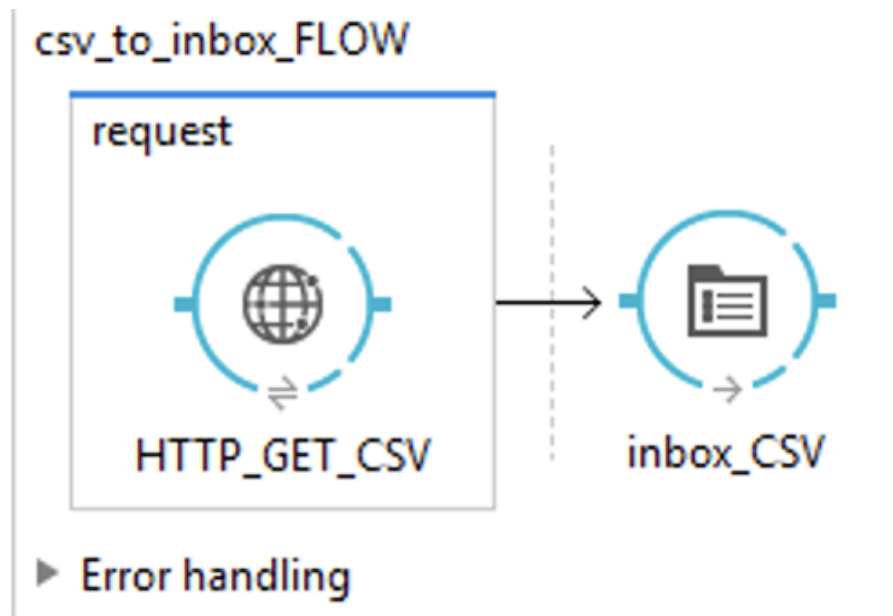 csv_to_inbox_FLOW
request
HTTP_GET_CSV
inbox_CSV
Error handling